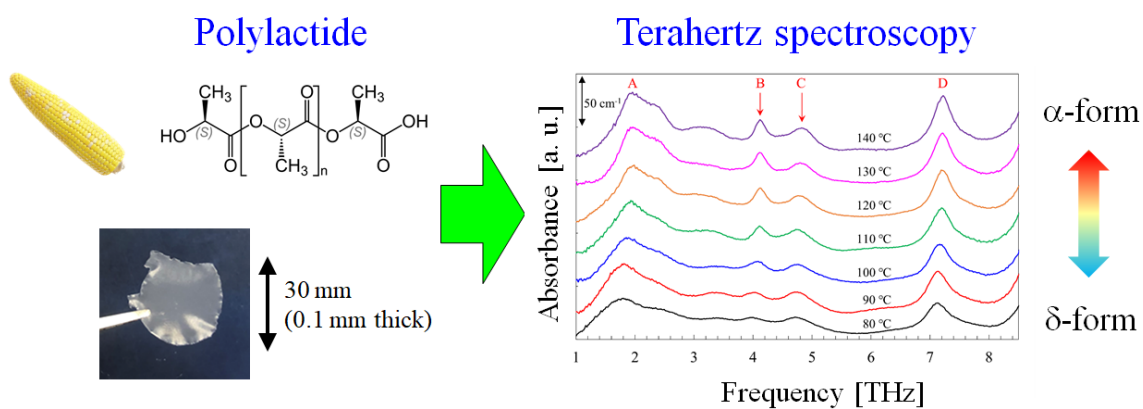 Polylactide
Terahertz spectroscopy
CH₃
O
CH₃
HO
(S)
O
O
(S)
CH₃
n
O
(S)
OH
O
30 mm
(0.1 mm thick)
Absorbance [a. u.]
50 cm⁻¹
A
B
C
D
140 ℃
130 ℃
120 ℃
110 ℃
100 ℃
90 ℃
80 ℃
1 2 3 4 5 6 7 8
Frequency [THz]
α-form
δ-form